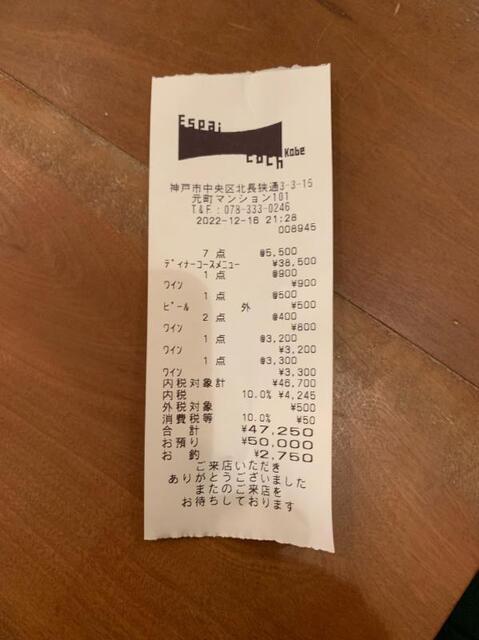 Espai
coch Kobe
神戸市中央区北長狭通3-3-15
元町マンション101
T&F : 078-333-0246
2022-12-16 21:28
008945
7 点 @5,500
ディナーコースメニュー ¥38,500
1 点 @900
ワイン ¥900
1 点 @500
ビール 外 ¥500
2 点 @400
ワイン ¥800
1 点 @3,200
ワイン ¥3,200
1 点 @3,300
ワイン ¥3,300
内税対象計 ¥46,700
内税 10.0% ¥4,245
外税対象 ¥500
消費税等 10.0% ¥50
合 計 ¥47,250
お預り ¥50,000
お 釣 ¥2,750
ご来店いただき
ありがとうございました
またのご来店を
お待ちしております